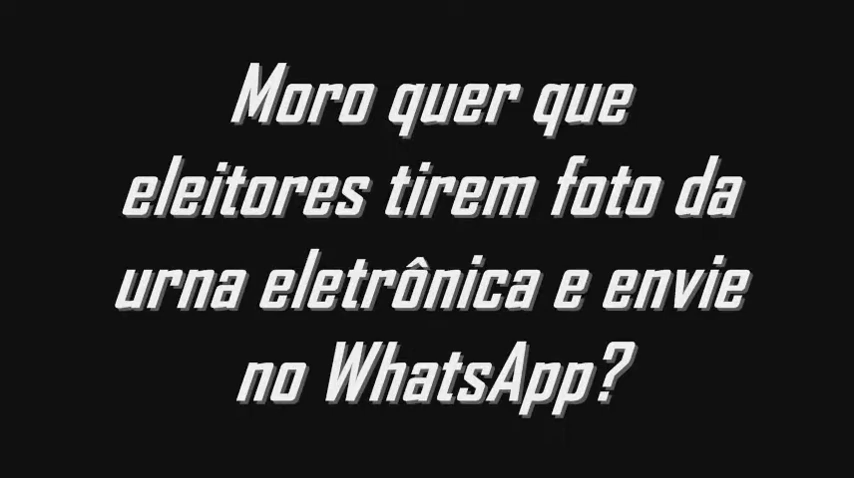 Moro quer que
eleitores tirem foto da
urna eletrônica e envie
no WhatsApp?